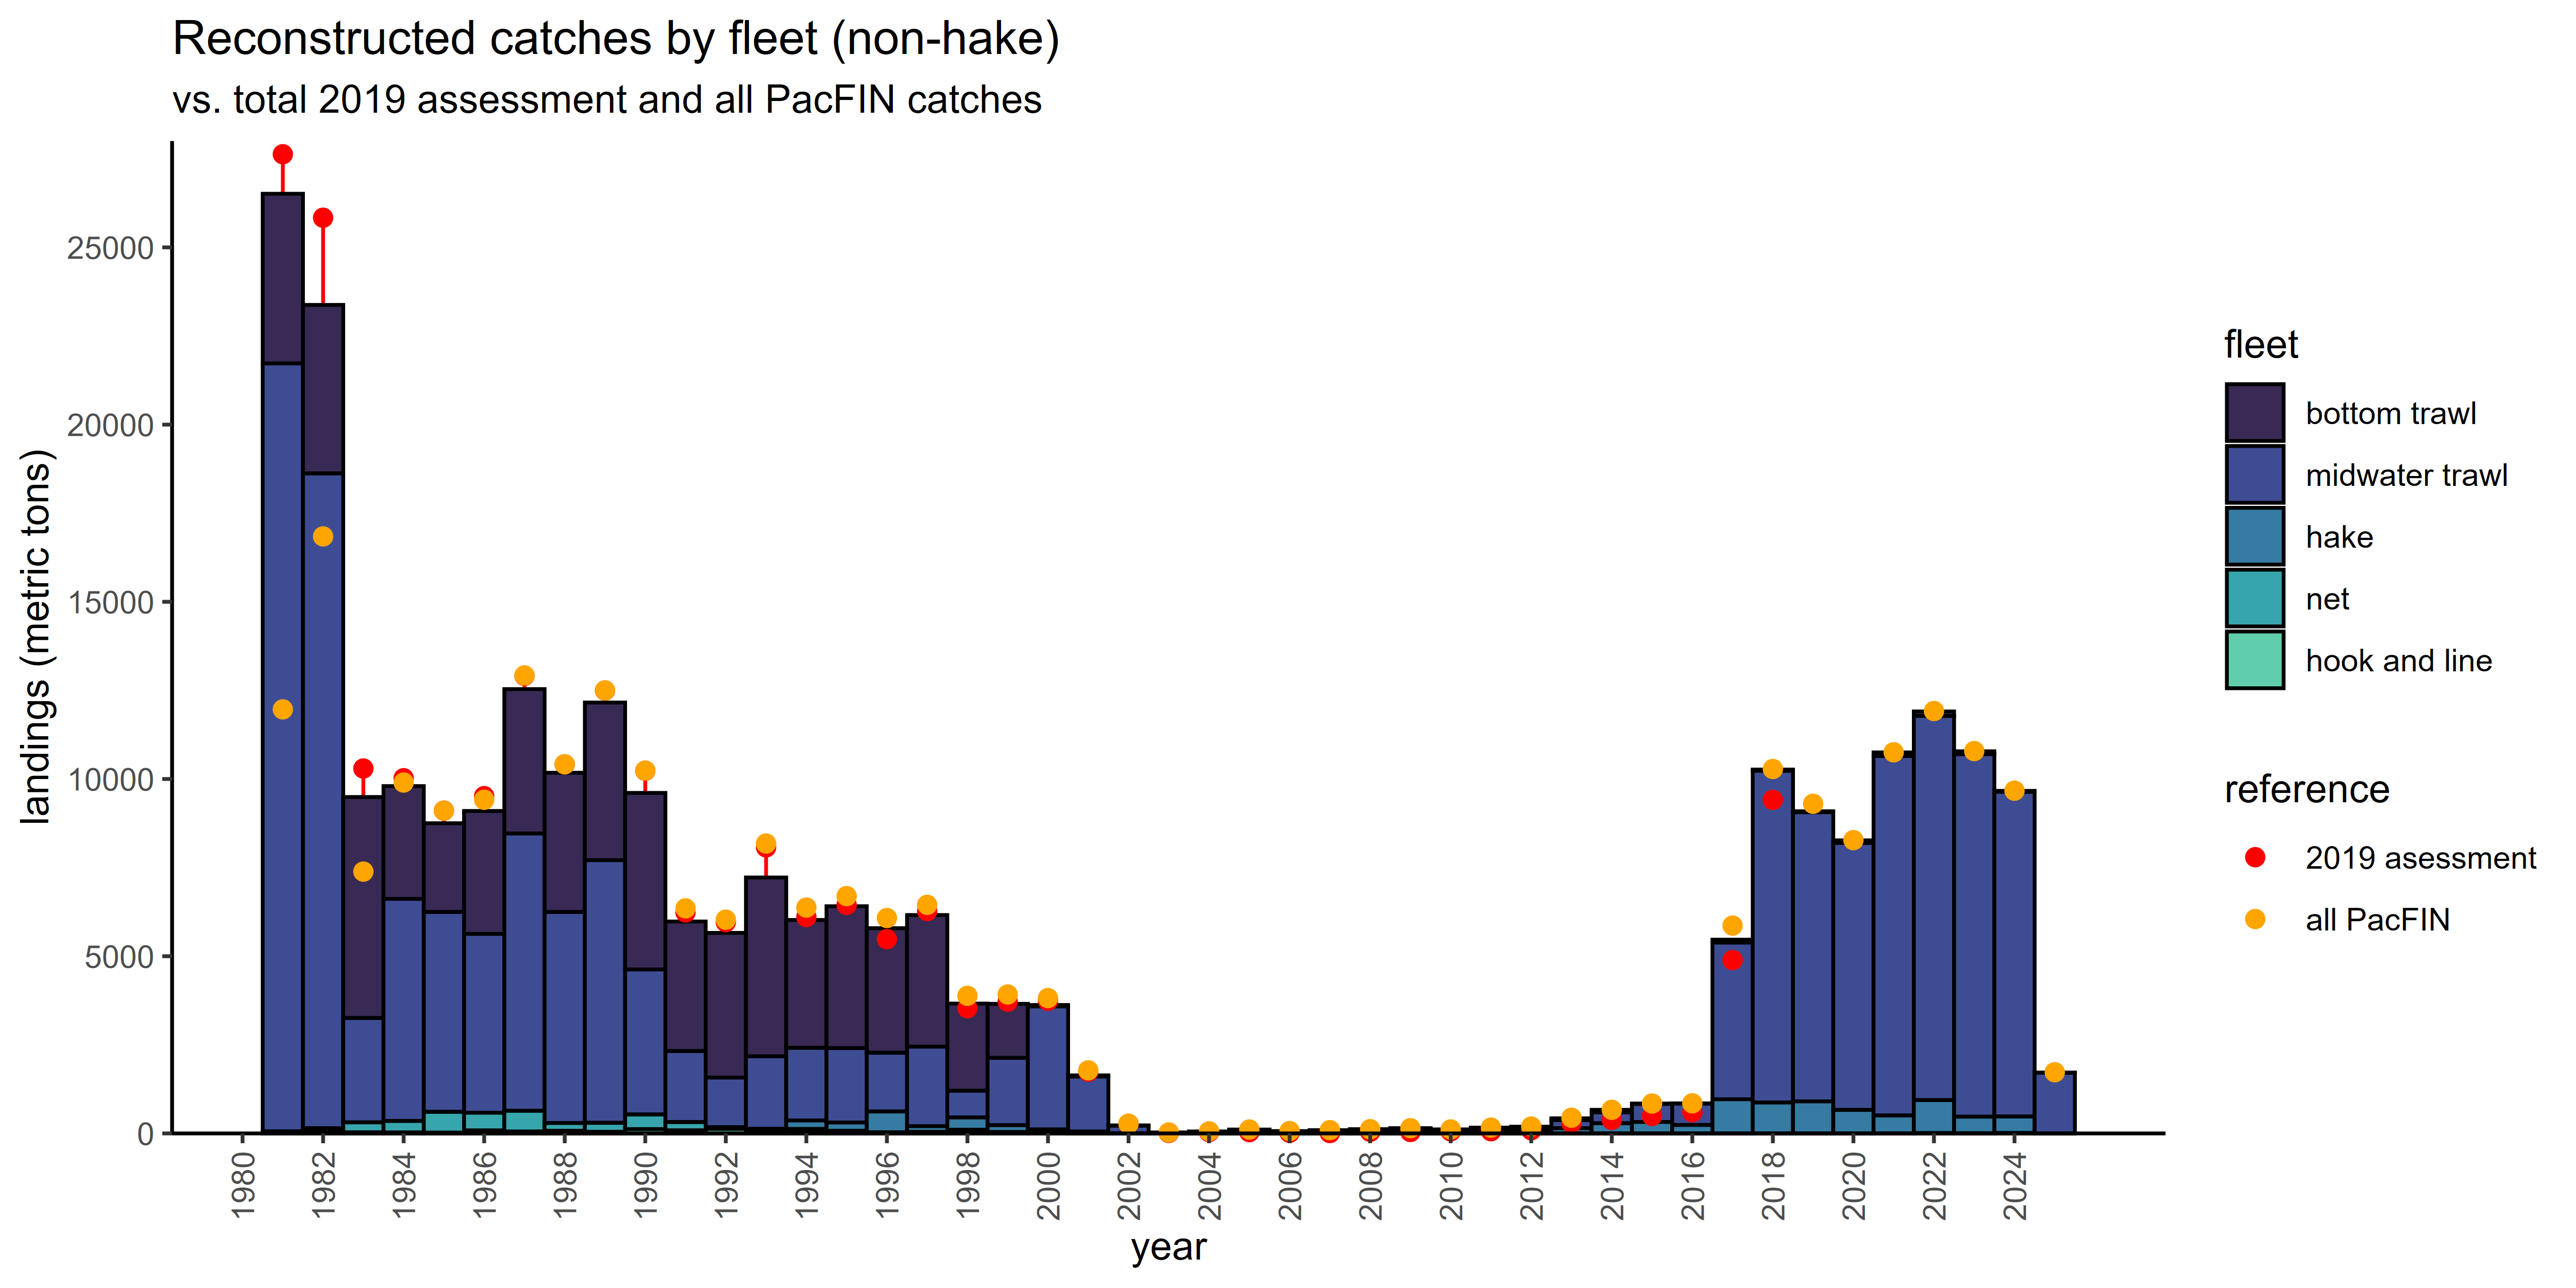 Reconstructed catches by fleet (non-hake)
vs. total 2019 assessment and all PacFIN catches
landings (metric tons)
25000
20000
15000
10000
5000
0
1980
1982
1984
1986
1988
1990
1992
1994
1996
1998
2000
2002
2004
2006
2008
2010
2012
2014
2016
2018
2020
2022
2024
year
fleet
bottom trawl
midwater trawl
hake
net
hook and line
reference
2019 asessment
all PacFIN